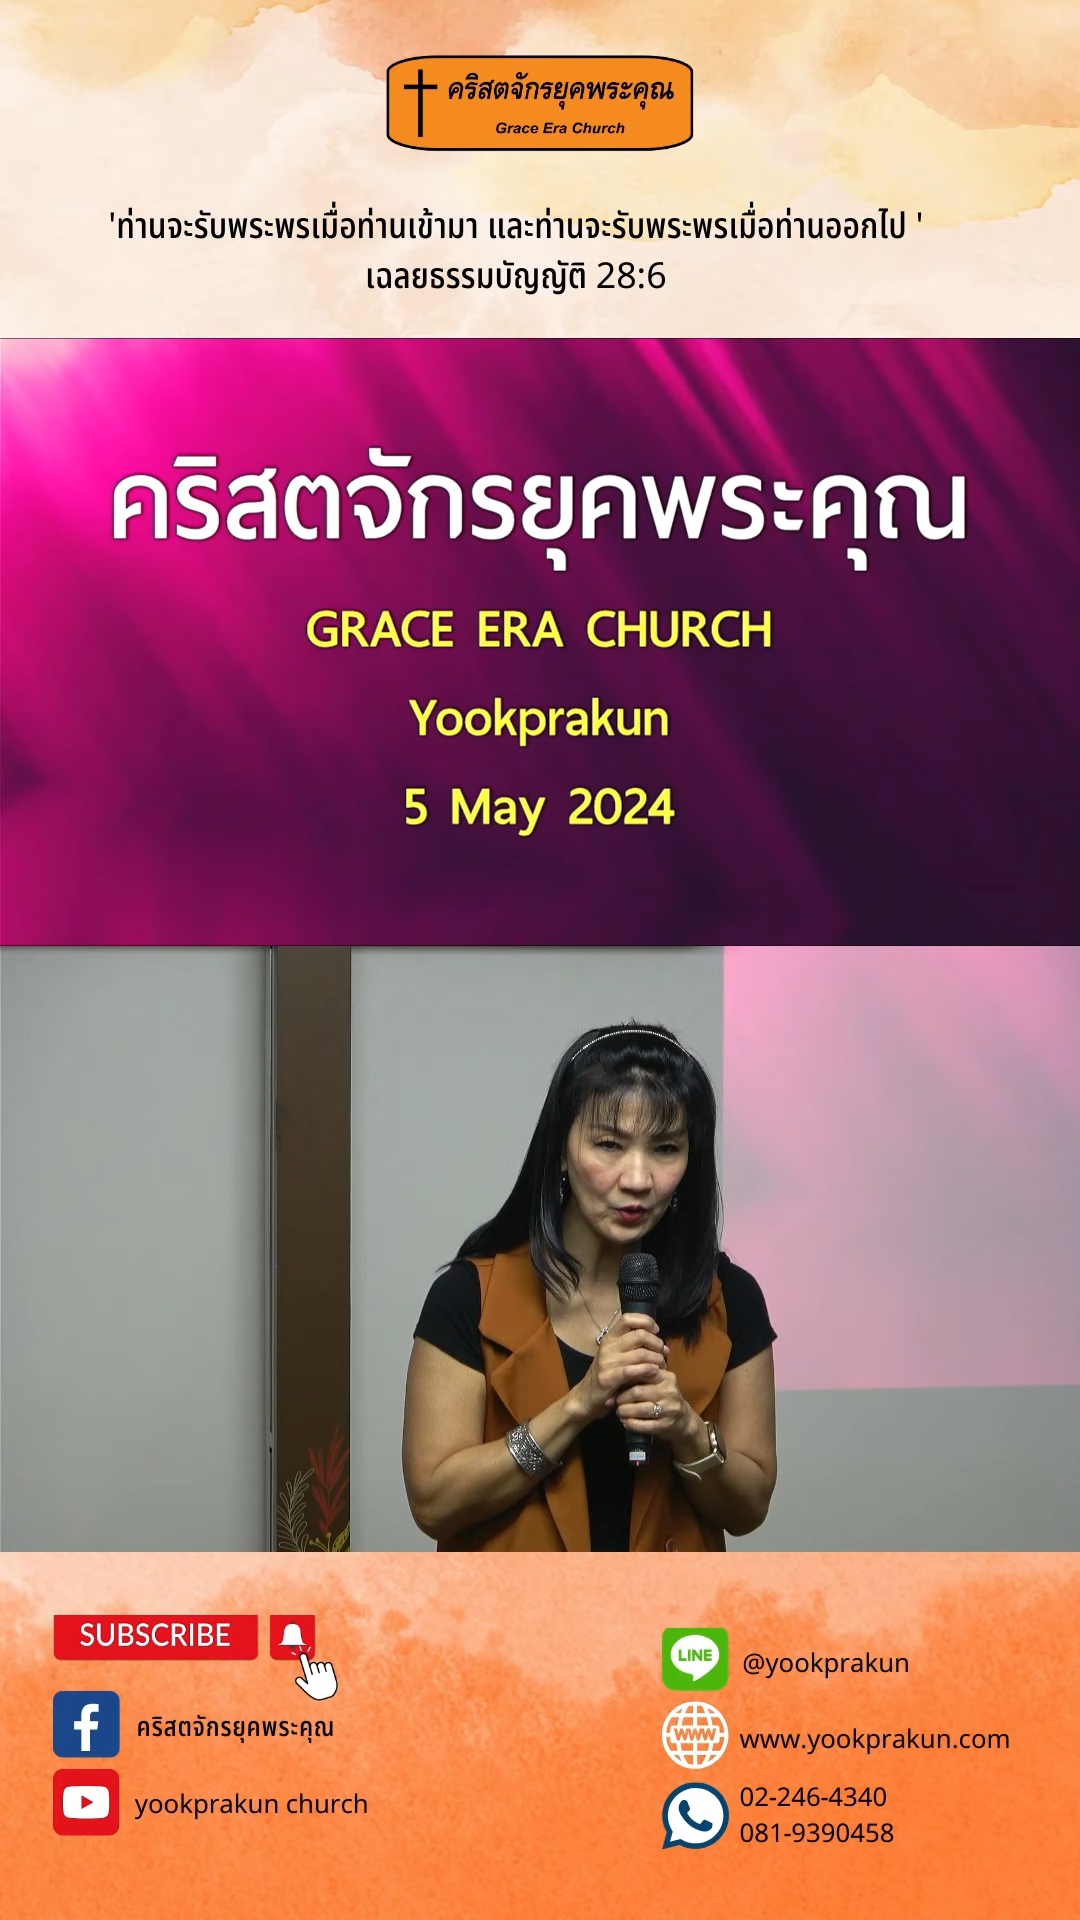 คริสตจักรยุคพระคุณ
Grace Era Church
'ท่านจะรับพระพรเมื่อท่านเข้ามา และท่านจะรับพระพรเมื่อท่านออกไป '
เฉลยธรรมบัญญัติ 28:6
คริสตจักรยุคพระคุณ
GRACE ERA CHURCH
Yookprakun
5 May 2024
SUBSCRIBE
คริสตจักรยุคพระคุณ
yookprakun church
LINE
@yookprakun
WWW
www.yookprakun.com
02-246-4340
081-9390458